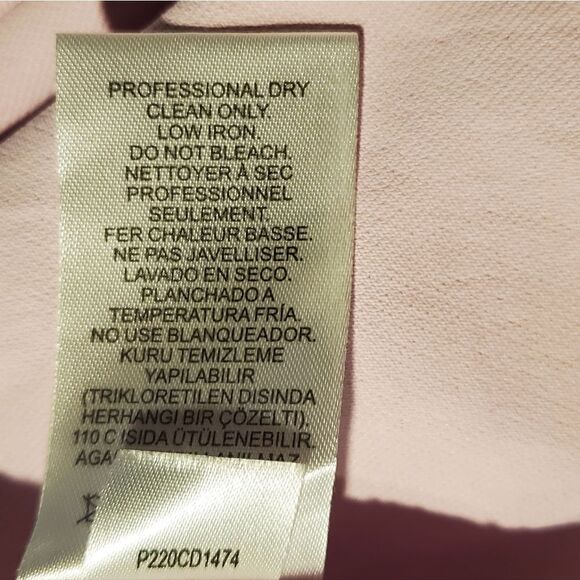 PROFESSIONAL DRY
CLEAN ONLY.
LOW IRON.
DO NOT BLEACH.
NETTOYER À SEC
PROFESSIONNEL
SEULEMENT.
FER CHALEUR BASSE.
NE PAS JAVELLISER.
LAVADO EN SECO.
PLANCHADO A
TEMPERATURA FRÍA.
NO USE BLANQUEADOR.
KURU TEMIZLEME
YAPILABILIR
(TRIKLORETILEN DISINDA
HERHANGI BIR ÇÖZELTI).
110 C ISIDA ÜTÜLENEBILIR.
P220CD1474